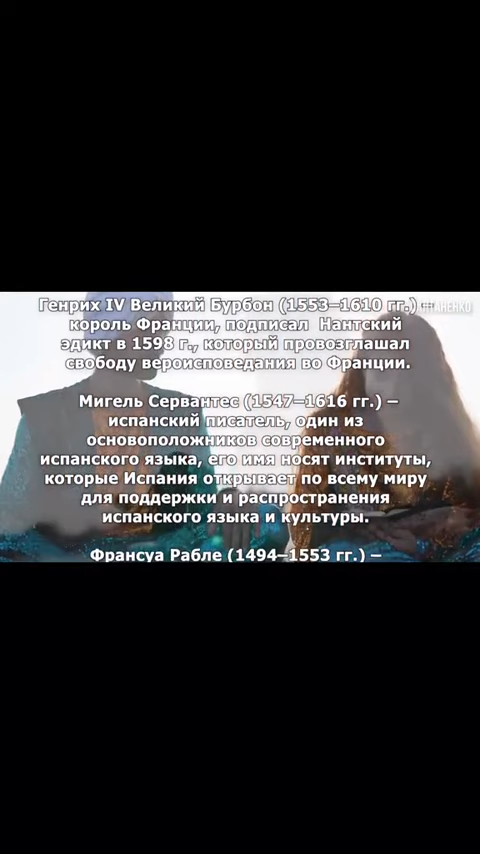 Генрих IV Великий Бурбон (1553–1610 гг.) –
король Франции, подписал Нантский
эдикт в 1598 г., который провозглашал
свободу вероисповедания во Франции.
Мигель Сервантес (1547–1616 гг.) –
испанский писатель, один из
основоположников современного
испанского языка, его имя носят институты,
которые Испания открывает по всему миру
для поддержки и распространения
испанского языка и культуры.
Франсуа Рабле (1494–1553 гг.) –